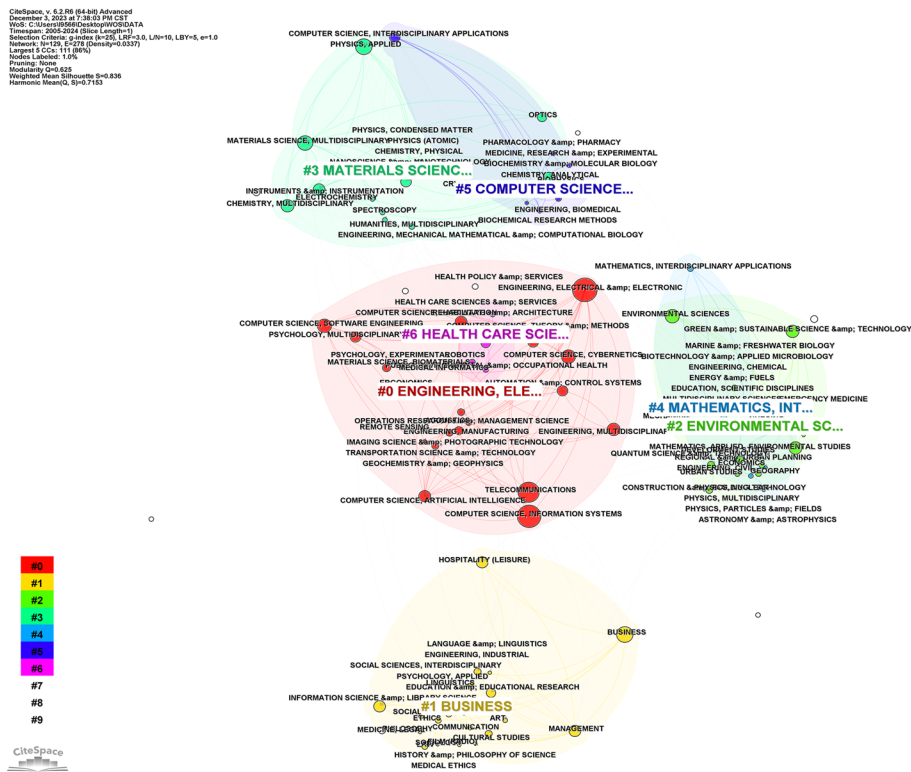 CiteSpace, v. 6.2.R6 (64-bit) Advanced
December 3, 2023 at 7:38:03 PM CST
WoS: C:\Users\l9566\Desktop\WOS\DATA
Timespan: 2005-2024 (Slice Length=1)
Selection Criteria: g-index (k=25), LRF=3.0, L/N=10, LBY=5, e=1.0
Network: N=129, E=278 (Density=0.0337)
Largest 5 CCs: 111 (86%)
Nodes Labeled: 1.0%
Pruning: None
Modularity Q=0.625
Weighted Mean Silhouette S=0.836
Harmonic Mean(Q, S)=0.7153
COMPUTER SCIENCE, INTERDISCIPLINARY APPLICATIONS
PHYSICS, APPLIED
OPTICS
PHYSICS, CONDENSED MATTER
MATERIALS SCIENCE, MULTIDISCIPLINARY
PHYSICS (ATOMIC)
PHARMACOLOGY &amp; PHARMACY
CHEMISTRY, PHYSICAL
MEDICINE, RESEARCH &amp; EXPERIMENTAL
BIOCHEMISTRY &amp; MOLECULAR BIOLOGY
#3 MATERIALS SCIENC...
CHEMISTRY, ANALYTICAL
#5 COMPUTER SCIENCE...
INSTRUMENTS &amp; INSTRUMENTATION
ELECTROCHEMISTRY
CHEMISTRY, MULTIDISCIPLINARY
SPECTROSCOPY
ENGINEERING, BIOMEDICAL
BIOCHEMICAL RESEARCH METHODS
HUMANITIES, MULTIDISCIPLINARY
ENGINEERING, MECHANICAL
MATHEMATICAL &amp; COMPUTATIONAL BIOLOGY
MATHEMATICS, INTERDISCIPLINARY APPLICATIONS
HEALTH POLICY &amp; SERVICES
ENGINEERING, ELECTRICAL &amp; ELECTRONIC
HEALTH CARE SCIENCES &amp; SERVICES
ENVIRONMENTAL SCIENCES
COMPUTER SCIENCE, SOFTWARE ENGINEERING
GREEN &amp; SUSTAINABLE SCIENCE &amp; TECHNOLOGY
#6 HEALTH CARE SCIE...
MARINE &amp; FRESHWATER BIOLOGY
COMPUTER SCIENCE, CYBERNETICS
BIOTECHNOLOGY &amp; APPLIED MICROBIOLOGY
MEDICAL INFORMATICS
ENGINEERING, CHEMICAL
ENERGY &amp; FUELS
AUTOMATION &amp; CONTROL SYSTEMS
EDUCATION, SCIENTIFIC DISCIPLINES
#0 ENGINEERING, ELE...
#4 MATHEMATICS, INT...
#2 ENVIRONMENTAL SC...
REMOTE SENSING
ENGINEERING, MANUFACTURING
IMAGING SCIENCE &amp; PHOTOGRAPHIC TECHNOLOGY
TRANSPORTATION SCIENCE &amp; TECHNOLOGY
GEOCHEMISTRY &amp; GEOPHYSICS
URBAN STUDIES
GEOGRAPHY
TELECOMMUNICATIONS
COMPUTER SCIENCE, ARTIFICIAL INTELLIGENCE
PHYSICS, MULTIDISCIPLINARY
PHYSICS, PARTICLES &amp; FIELDS
COMPUTER SCIENCE, INFORMATION SYSTEMS
ASTRONOMY &amp; ASTROPHYSICS
HOSPITALITY (LEISURE)
BUSINESS
LANGUAGE &amp; LINGUISTICS
ENGINEERING, INDUSTRIAL
SOCIAL SCIENCES, INTERDISCIPLINARY
PSYCHOLOGY, APPLIED
LINGUISTICS
EDUCATION &amp; EDUCATIONAL RESEARCH
INFORMATION SCIENCE &amp; LIBRARY SCIENCE
#1 BUSINESS
ETHICS
ART
COMMUNICATION
MANAGEMENT
CULTURAL STUDIES
HISTORY &amp; PHILOSOPHY OF SCIENCE
MEDICAL ETHICS
#0
#1
#2
#3
#4
#5
#6
#7
#8
#9
CiteSpace